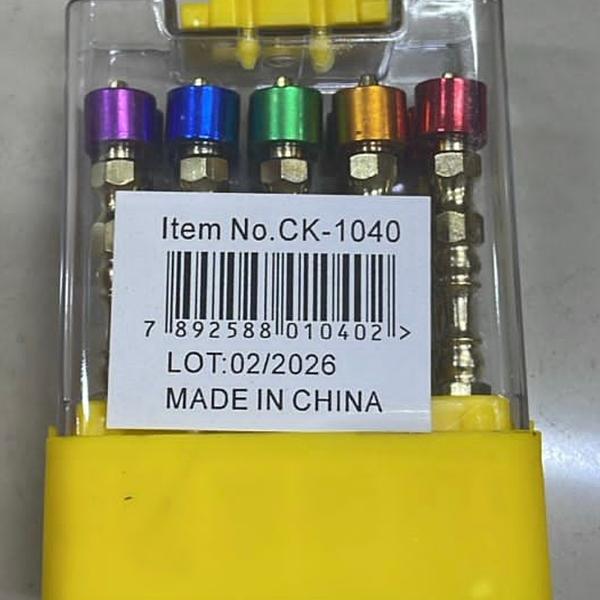 Item No.CK-1040
7 892588 010402 >
LOT:02/2026
MADE IN CHINA